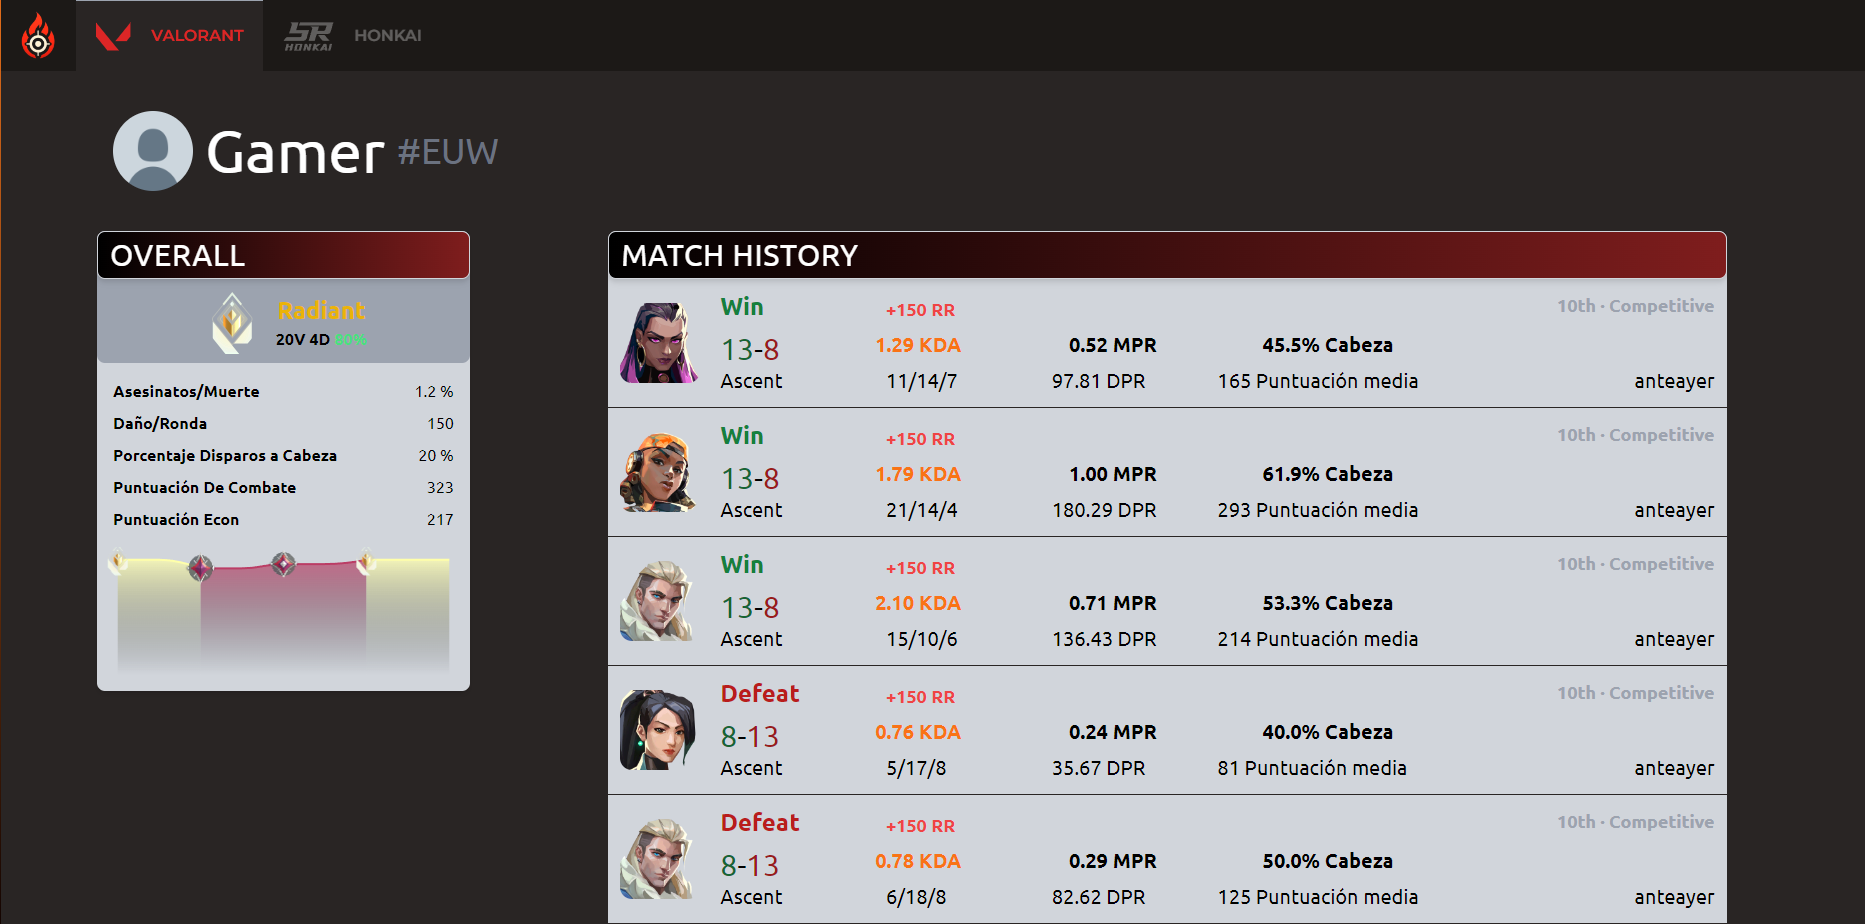 VALORANT
SR
HONKAI
HONKAI
Gamer #EUW
OVERALL
Radiant
20V 4D 80%
Asesinatos/Muerte 1.2 %
Daño/Ronda 150
Porcentaje Disparos a Cabeza 20 %
Puntuación De Combate 323
Puntuación Econ 217
MATCH HISTORY
Win +150 RR 10th · Competitive
13-8 1.29 KDA 0.52 MPR 45.5% Cabeza
Ascent 11/14/7 97.81 DPR 165 Puntuación media anteayer
Win +150 RR 10th · Competitive
13-8 1.79 KDA 1.00 MPR 61.9% Cabeza
Ascent 21/14/4 180.29 DPR 293 Puntuación media anteayer
Win +150 RR 10th · Competitive
13-8 2.10 KDA 0.71 MPR 53.3% Cabeza
Ascent 15/10/6 136.43 DPR 214 Puntuación media anteayer
Defeat +150 RR 10th · Competitive
8-13 0.76 KDA 0.24 MPR 40.0% Cabeza
Ascent 5/17/8 35.67 DPR 81 Puntuación media anteayer
Defeat +150 RR 10th · Competitive
8-13 0.78 KDA 0.29 MPR 50.0% Cabeza
Ascent 6/18/8 82.62 DPR 125 Puntuación media anteayer